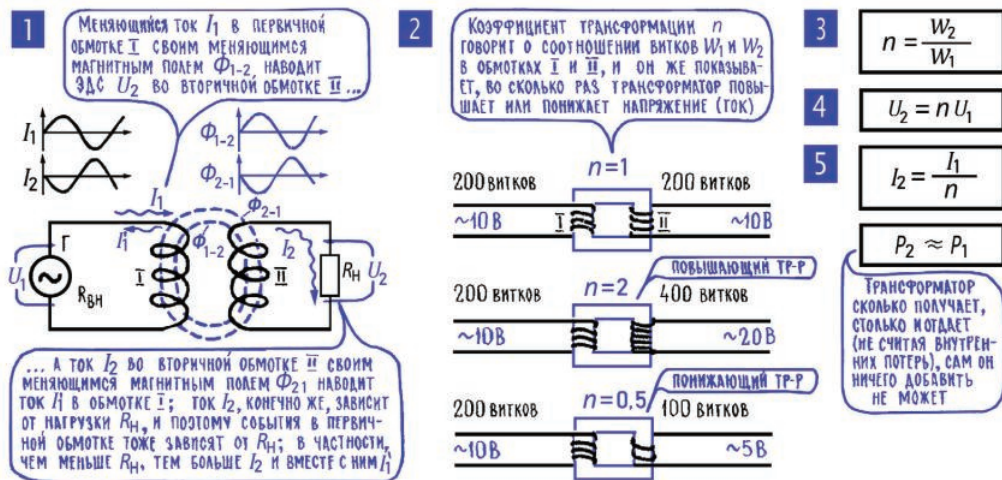 1
Меняющийся ток I₁ в первичной
обмотке I своим меняющимся
магнитным полем Ф₁₋₂, наводит
ЭДС U₂ во вторичной обмотке II ...
I₁
Ф₁₋₂
I₂
Ф₂₋₁
I₁
Ф₂₋₁
I₁'
Ф₁₋₂
I₂
U₁
Г
Rвн
I
II
Rн
U₂
... а ток I₂ во вторичной обмотке II своим
меняющимся магнитным полем Ф₂₁ наводит
ток I₁' в обмотке I; ток I₂, конечно же, зависит
от нагрузки Rн, и поэтому события в первич-
ной обмотке тоже зависят от Rн; в частности,
чем меньше Rн, тем больше I₂ и вместе с ним I₁'
2
Коэффициент трансформации n
говорит о соотношении витков W₁ и W₂
в обмотках I и II, и он же показыва-
ет, во сколько раз трансформатор повы-
шает или понижает напряжение (ток)
n=1
200 витков 200 витков
~10В I II ~10В
повышающий тр-р
200 витков n=2 400 витков
~10В ~20В
понижающий тр-р
200 витков n=0,5 100 витков
~10В ~5В
3
n = W₂/W₁
4
U₂ = n U₁
5
I₂ = I₁/n
P₂ ≈ P₁
Трансформатор
сколько получает,
столько и отдает
(не считая внутрен-
них потерь), сам он
ничего добавить
не может